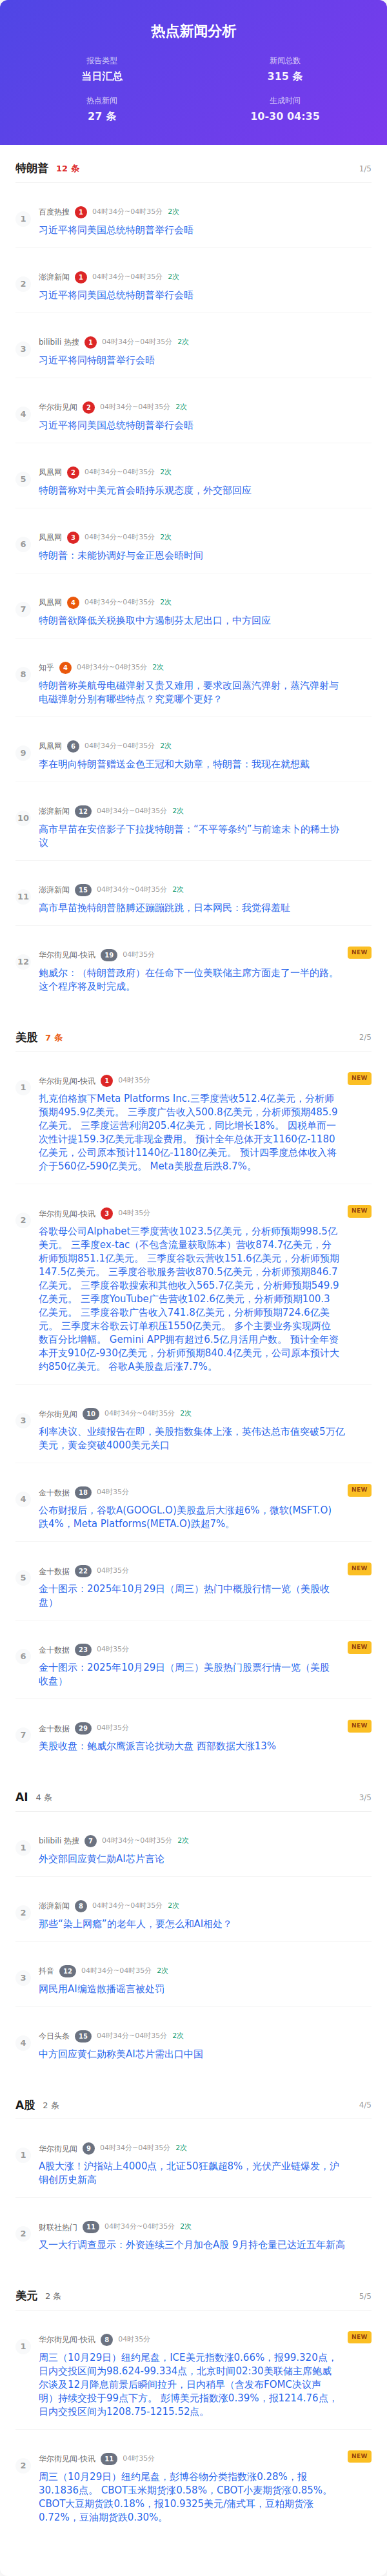 热点新闻分析
报告类型
新闻总数
当日汇总
315 条
热点新闻
生成时间
27 条
10-30 04:35
特朗普 12 条 1/5
1
百度热搜 1 04时34分~04时35分 2次
习近平将同美国总统特朗普举行会晤
2
澎湃新闻 1 04时34分~04时35分 2次
习近平将同美国总统特朗普举行会晤
3
bilibili 热搜 1 04时34分~04时35分 2次
习近平将同特朗普举行会晤
4
华尔街见闻 2 04时34分~04时35分 2次
习近平将同美国总统特朗普举行会晤
5
凤凰网 2 04时34分~04时35分 2次
特朗普称对中美元首会晤持乐观态度，外交部回应
6
凤凰网 3 04时34分~04时35分 2次
特朗普：未能协调好与金正恩会晤时间
7
凤凰网 4 04时34分~04时35分 2次
特朗普欲降低关税换取中方遏制芬太尼出口，中方回应
8
知乎 4 04时34分~04时35分 2次
特朗普称美航母电磁弹射又贵又难用，要求改回蒸汽弹射，蒸汽弹射与
电磁弹射分别有哪些特点？究竟哪个更好？
9
凤凰网 6 04时34分~04时35分 2次
李在明向特朗普赠送金色王冠和大勋章，特朗普：我现在就想戴
10
澎湃新闻 12 04时34分~04时35分 2次
高市早苗在安倍影子下拉拢特朗普：“不平等条约”与前途未卜的稀土协
议
11
澎湃新闻 15 04时34分~04时35分 2次
高市早苗挽特朗普胳膊还蹦蹦跳跳，日本网民：我觉得羞耻
12
华尔街见闻-快讯 19 04时35分 NEW
鲍威尔：（特朗普政府）在任命下一位美联储主席方面走了一半的路。
这个程序将及时完成。
美股 7 条 2/5
1
华尔街见闻-快讯 1 04时35分 NEW
扎克伯格旗下Meta Platforms Inc.三季度营收512.4亿美元，分析师
预期495.9亿美元。 三季度广告收入500.8亿美元，分析师预期485.9
亿美元。 三季度运营利润205.4亿美元，同比增长18%。 因税单而一
次性计提159.3亿美元非现金费用。 预计全年总体开支1160亿-1180
亿美元，公司原本预计1140亿-1180亿美元。 预计四季度总体收入将
介于560亿-590亿美元。 Meta美股盘后跌8.7%。
2
华尔街见闻-快讯 3 04时35分 NEW
谷歌母公司Alphabet三季度营收1023.5亿美元，分析师预期998.5亿
美元。 三季度ex-tac（不包含流量获取陈本）营收874.7亿美元，分
析师预期851.1亿美元。 三季度谷歌云营收151.6亿美元，分析师预期
147.5亿美元。 三季度谷歌服务营收870.5亿美元，分析师预期846.7
亿美元。 三季度谷歌搜索和其他收入565.7亿美元，分析师预期549.9
亿美元。 三季度YouTube广告营收102.6亿美元，分析师预期100.3
亿美元。 三季度谷歌广告收入741.8亿美元，分析师预期724.6亿美
元。 三季度末谷歌云订单积压1550亿美元。 多个主要业务实现两位
数百分比增幅。 Gemini APP拥有超过6.5亿月活用户数。 预计全年资
本开支910亿-930亿美元，分析师预期840.4亿美元，公司原本预计大
约850亿美元。 谷歌A美股盘后涨7.7%。
3
华尔街见闻 10 04时34分~04时35分 2次
利率决议、业绩报告在即，美股指数集体上涨，英伟达总市值突破5万亿
美元，黄金突破4000美元关口
4
金十数据 18 04时35分 NEW
公布财报后，谷歌A(GOOGL.O)美股盘后大涨超6%，微软(MSFT.O)
跌4%，Meta Platforms(META.O)跌超7%。
5
金十数据 22 04时35分 NEW
金十图示：2025年10月29日（周三）热门中概股行情一览（美股收
盘）
6
金十数据 23 04时35分 NEW
金十图示：2025年10月29日（周三）美股热门股票行情一览（美股
收盘）
7
金十数据 29 04时35分 NEW
美股收盘：鲍威尔鹰派言论扰动大盘 西部数据大涨13%
AI 4 条 3/5
1
bilibili 热搜 7 04时34分~04时35分 2次
外交部回应黄仁勋AI芯片言论
2
澎湃新闻 8 04时34分~04时35分 2次
那些“染上网瘾”的老年人，要怎么和AI相处？
3
抖音 12 04时34分~04时35分 2次
网民用AI编造散播谣言被处罚
4
今日头条 15 04时34分~04时35分 2次
中方回应黄仁勋称美AI芯片需出口中国
A股 2 条 4/5
1
华尔街见闻 9 04时34分~04时35分 2次
A股大涨！沪指站上4000点，北证50狂飙超8%，光伏产业链爆发，沪
铜创历史新高
2
财联社热门 11 04时34分~04时35分 2次
又一大行调查显示：外资连续三个月加仓A股 9月持仓量已达近五年新高
美元 2 条 5/5
1
华尔街见闻-快讯 8 04时35分 NEW
周三（10月29日）纽约尾盘，ICE美元指数涨0.66%，报99.320点，
日内交投区间为98.624-99.334点，北京时间02:30美联储主席鲍威
尔谈及12月降息前景后瞬间拉升，日内稍早（含发布FOMC决议声
明）持续交投于99点下方。 彭博美元指数涨0.39%，报1214.76点，
日内交投区间为1208.75-1215.52点。
2
华尔街见闻-快讯 11 04时35分 NEW
周三（10月29日）纽约尾盘，彭博谷物分类指数涨0.28%，报
30.1836点。 CBOT玉米期货涨0.58%，CBOT小麦期货涨0.85%。
CBOT大豆期货跌0.18%，报10.9325美元/蒲式耳，豆粕期货涨
0.72%，豆油期货跌0.30%。